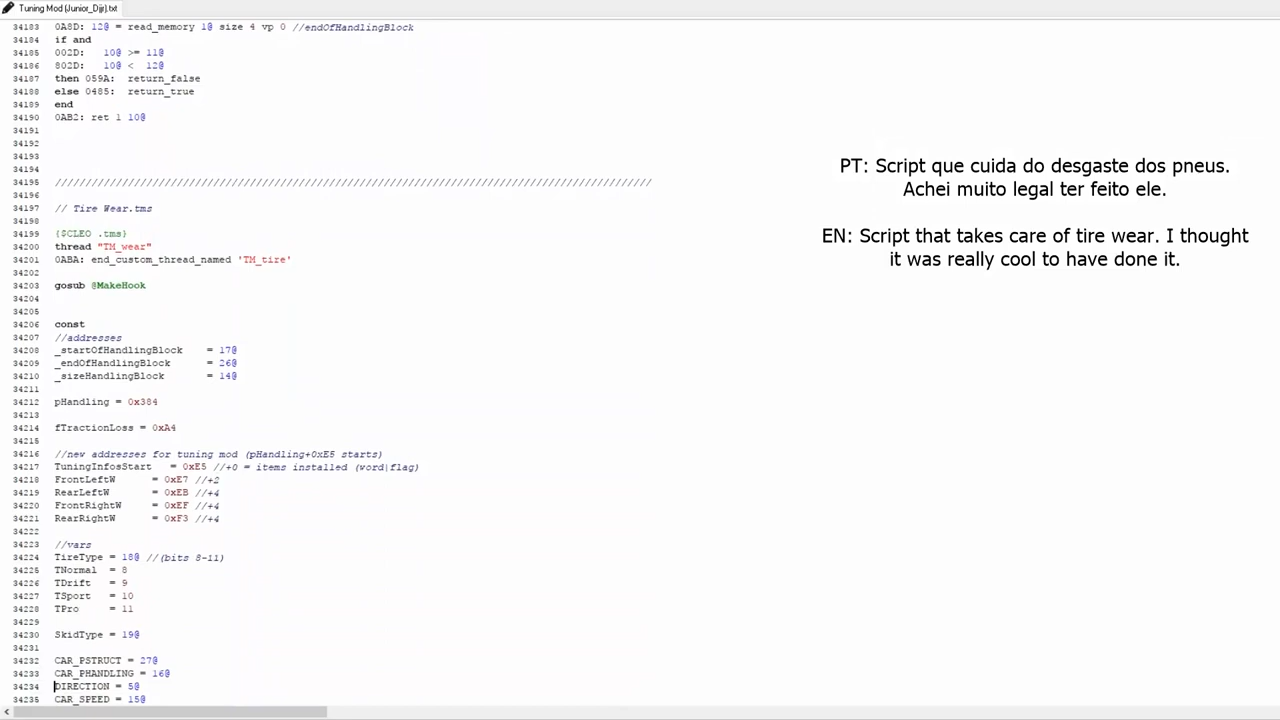 Tuning Mod (Junior_Djjr).txt
34183 0A8D: 12@ = read_memory 1@ size 4 vp 0 //endOfHandlingBlock
34184 if and
34185 002D: 10@ >= 11@
34186 802D: 10@ < 12@
34187 then 059A: return_false
34188 else 0485: return_true
34189 end
34190 0AB2: ret 1 10@
34191
34192
34193
34194
34195 //////////////////////////////////////////////////////////////////////////////////////////////////
34196
34197 // Tire Wear.tms
34198
34199 {$CLEO .tms}
34200 thread "TM_wear"
34201 0ABA: end_custom_thread_named 'TM_tire'
34202
34203 gosub @MakeHook
34204
34205
34206 const
34207 //addresses
34208 _startOfHandlingBlock = 17@
34209 _endOfHandlingBlock = 26@
34210 _sizeHandlingBlock = 14@
34211
34212 pHandling = 0x384
34213
34214 fTractionLoss = 0xA4
34215
34216 //new addresses for tuning mod (pHandling+0xE5 starts)
34217 TuningInfosStart = 0xE5 //+0 = items installed (word|flag)
34218 FrontLeftW = 0xE7 //+2
34219 RearLeftW = 0xEB //+4
34220 FrontRightW = 0xEF //+4
34221 RearRightW = 0xF3 //+4
34222
34223 //vars
34224 TireType = 18@ //(bits 8-11)
34225 TNormal = 8
34226 TDrift = 9
34227 TSport = 10
34228 TPro = 11
34229
34230 SkidType = 19@
34231
34232 CAR_PSTRUCT = 27@
34233 CAR_PHANDLING = 16@
34234 DIRECTION = 5@
34235 CAR_SPEED = 15@
PT: Script que cuida do desgaste dos pneus.
Achei muito legal ter feito ele.
EN: Script that takes care of tire wear. I thought
it was really cool to have done it.